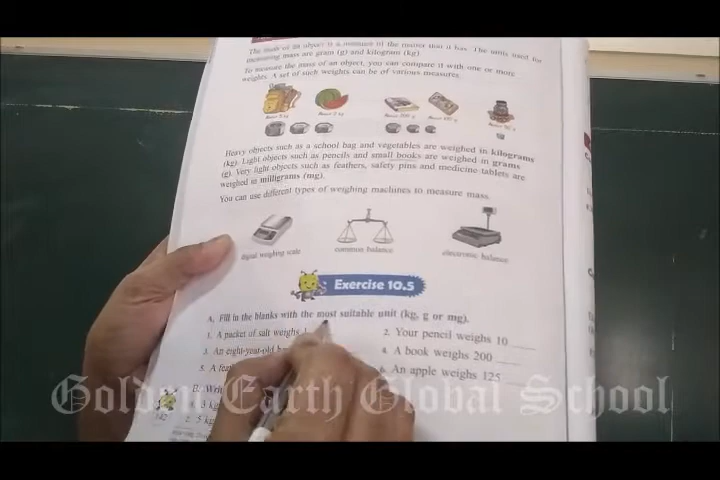 The mass of an object is a measure of the matter that it has. The units used for
measuring mass are gram (g) and kilogram (kg).
To measure the mass of an object, you can compare it with one or more
weights. A set of such weights can be of various measures.
Heavy objects such as a school bag and vegetables are weighed in kilograms
(kg). Light objects such as pencils and small books are weighed in grams
(g). Very light objects such as feathers, safety pins and medicine tablets are
weighed in milligrams (mg).
You can use different types of weighing machines to measure mass.
digital weighing scale
common balance
electronic balance
Exercise 10.5
A. Fill in the blanks with the most suitable unit (kg, g or mg).
1. A packet of salt weighs
2. Your pencil weighs 10
3. An eight-year-old
4. A book weighs 200
5. A
6. An apple weighs 125
B. Writ
3 kg
2. 5 kg
Golden Earth Global School